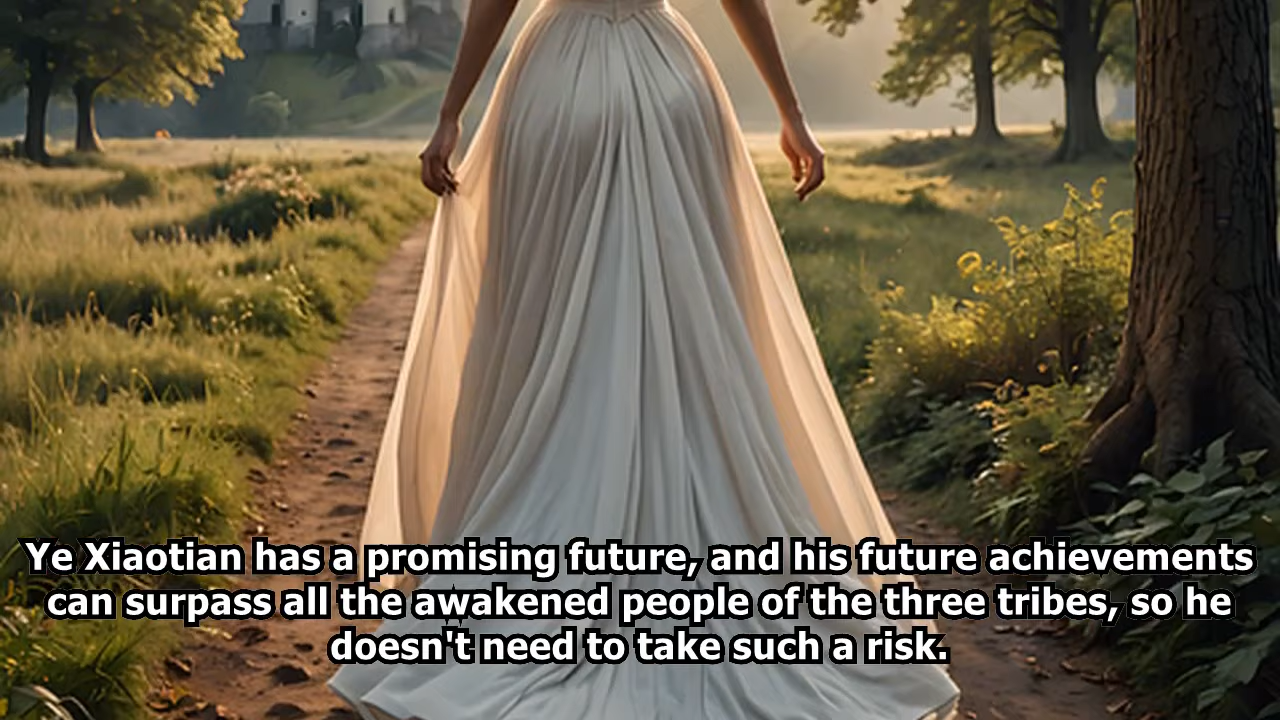 Ye Xiaotian has a promising future, and his future achievements
can surpass all the awakened people of the three tribes, so he
doesn't need to take such a risk.